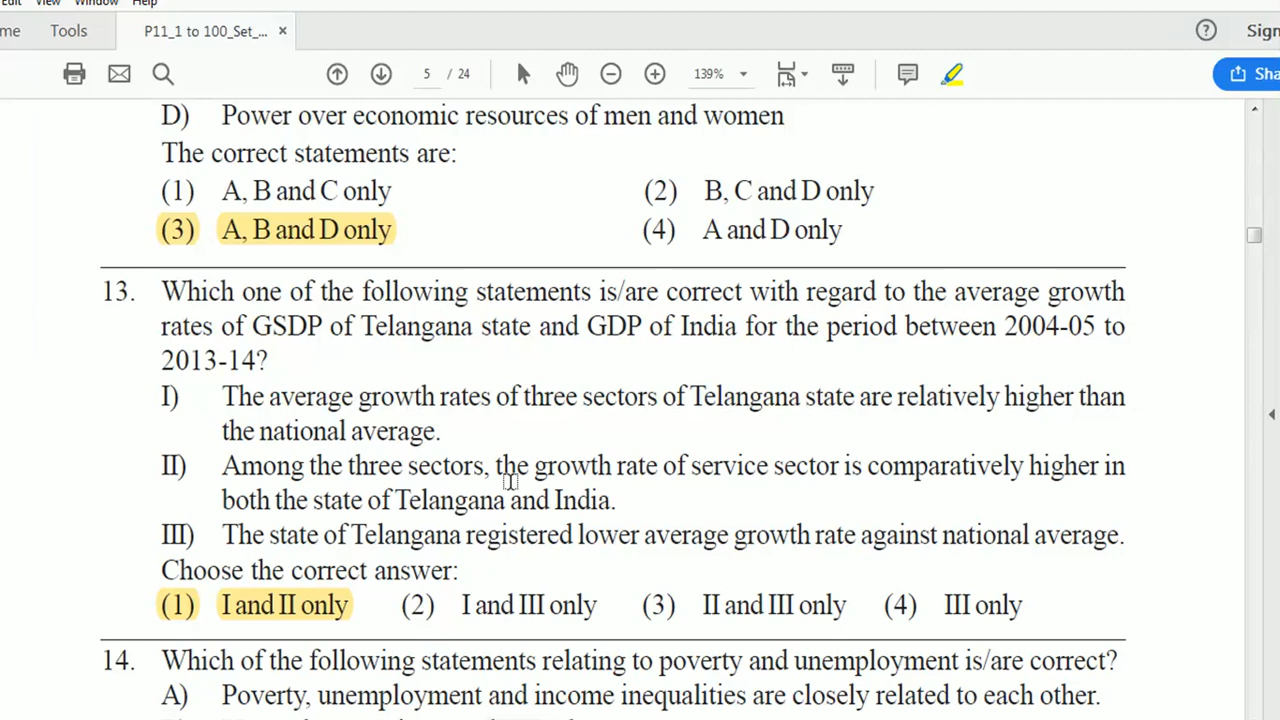 Edit View Window Help
me Tools P11_1 to 100_Set_... × ? Sign
5 / 24 139% Sha
D) Power over economic resources of men and women
The correct statements are:
(1) A, B and C only (2) B, C and D only
(3) A, B and D only (4) A and D only
13. Which one of the following statements is/are correct with regard to the average growth
rates of GSDP of Telangana state and GDP of India for the period between 2004-05 to
2013-14?
I) The average growth rates of three sectors of Telangana state are relatively higher than
the national average.
II) Among the three sectors, the growth rate of service sector is comparatively higher in
both the state of Telangana and India.
III) The state of Telangana registered lower average growth rate against national average.
Choose the correct answer:
(1) I and II only (2) I and III only (3) II and III only (4) III only
14. Which of the following statements relating to poverty and unemployment is/are correct?
A) Poverty, unemployment and income inequalities are closely related to each other.